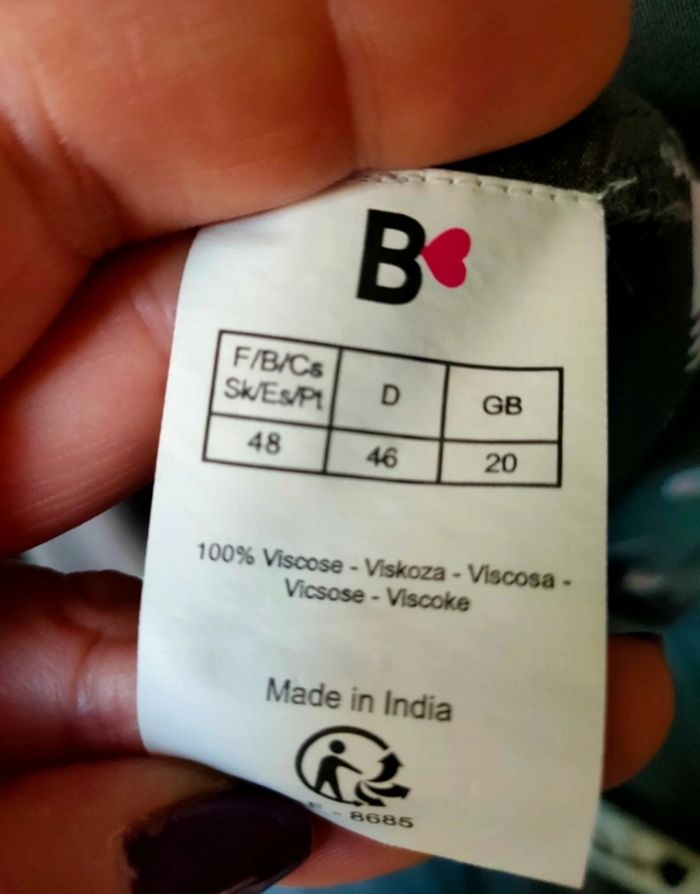 B
F/B/Cs D GB
Sk/Es/Pt
48 46 20
100% Viscose - Viskoza - Viscosa -
Vicsose - Viscoke
Made in India
- 8685